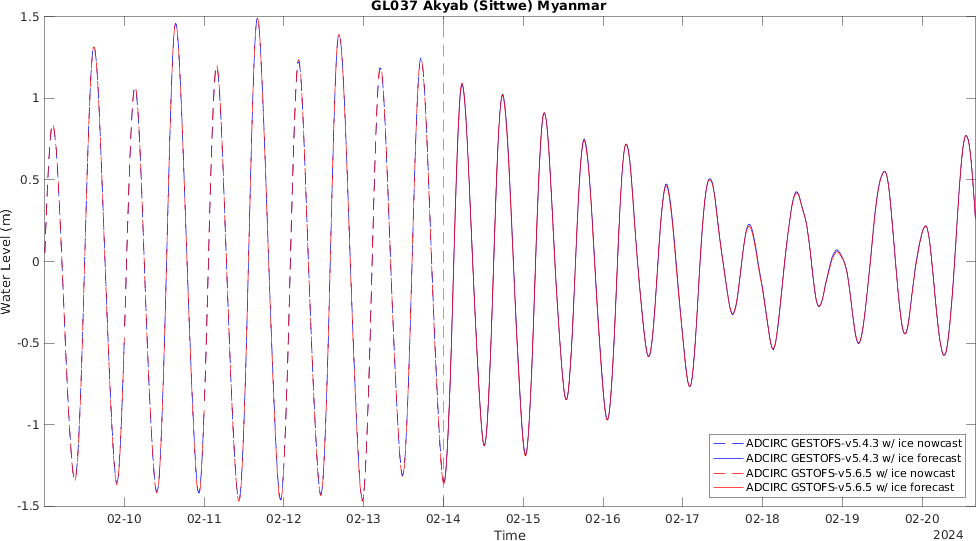 GL037 Akyab (Sittwe) Myanmar
1.5
1
0.5
0
-0.5
-1
-1.5
Water Level (m)
02-10 02-11 02-12 02-13 02-14 02-15 02-16 02-17 02-18 02-19 02-20
Time
2024
ADCIRC GESTOFS-v5.4.3 w/ ice nowcast
ADCIRC GESTOFS-v5.4.3 w/ ice forecast
ADCIRC GSTOFS-v5.6.5 w/ ice nowcast
ADCIRC GSTOFS-v5.6.5 w/ ice forecast